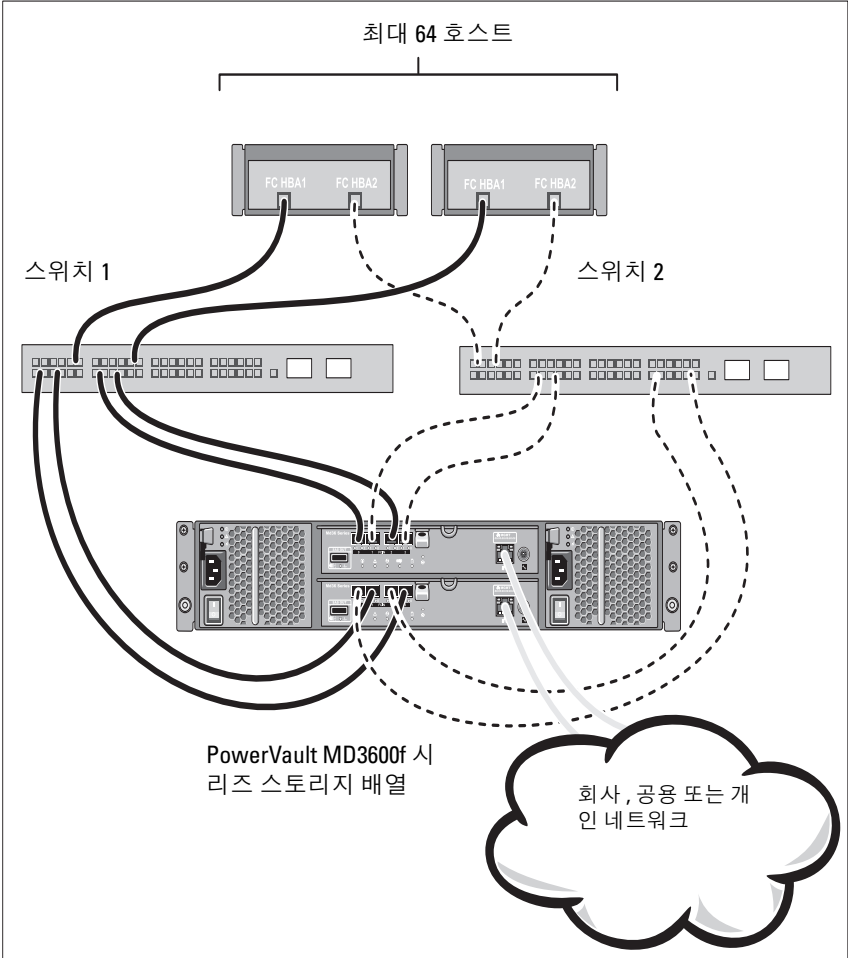 최대 64 호스트
FC HBA1 FC HBA2
FC HBA1 FC HBA2
스위치 1
스위치 2
PowerVault MD3600f 시
리즈 스토리지 배열
회사 , 공용 또는 개
인 네트워크